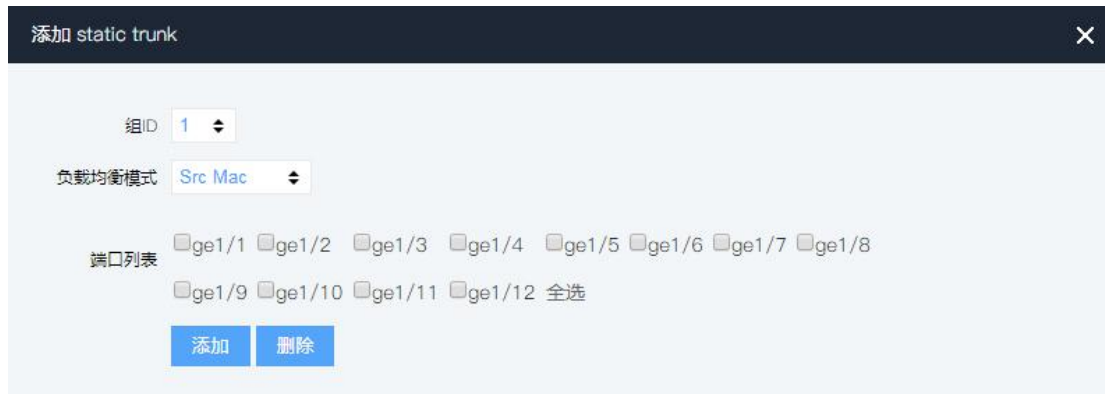 添加 static trunk
组ID 1
负载均衡模式 Src Mac
端口列表
ge1/1 ge1/2 ge1/3 ge1/4 ge1/5 ge1/6 ge1/7 ge1/8
ge1/9 ge1/10 ge1/11 ge1/12 全选
添加 删除